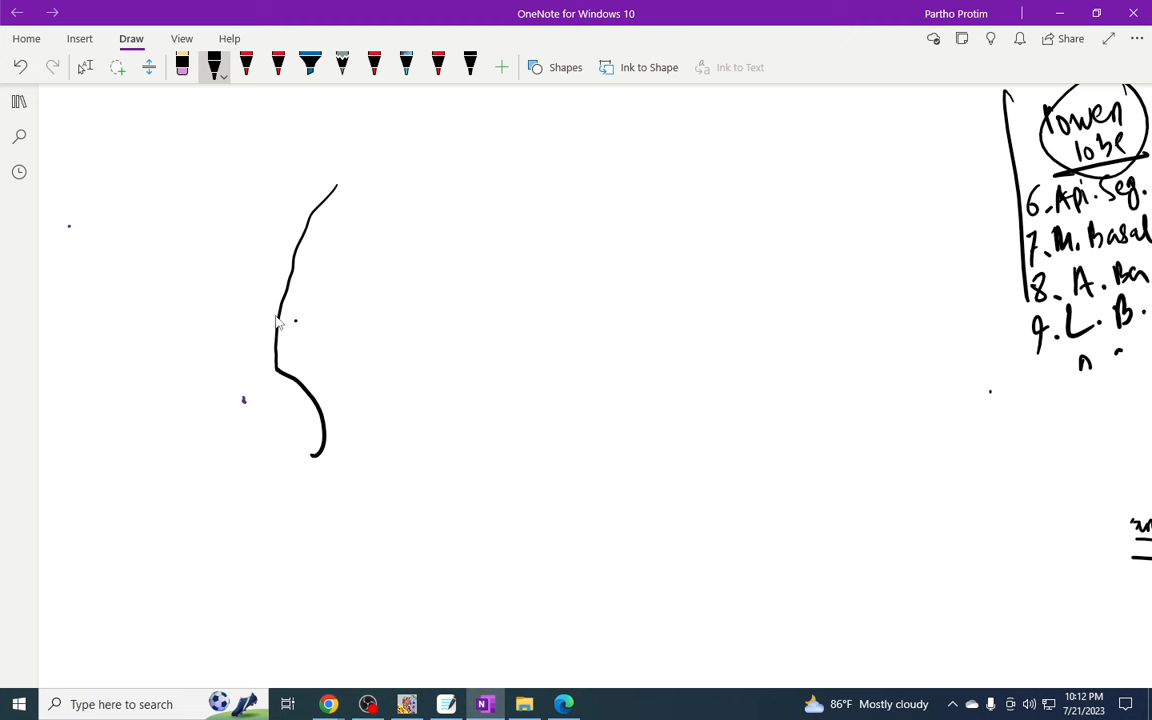 OneNote for Windows 10
Partho Protim
Home Insert Draw View Help
Share
Shapes
Ink to Shape
Ink to Text
Lower
lobe
6. Api. Seg.
7. M. Basal
8. A. Ba
9. L. B.
Type here to search
86°F Mostly cloudy
10:12 PM
7/21/2023